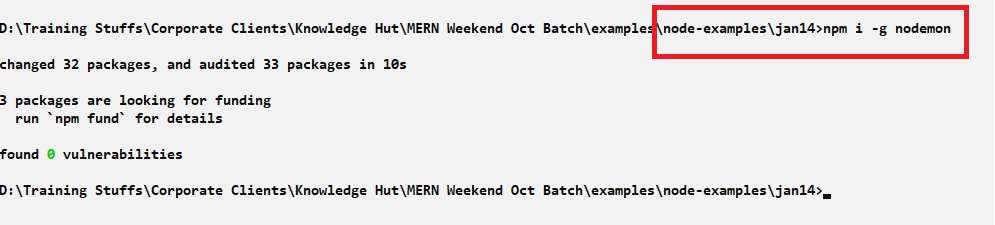 D:\Training Stuffs\Corporate Clients\Knowledge Hut\MERN Weekend Oct Batch\examples\node-examples\jan14>npm i -g nodemon
changed 32 packages, and audited 33 packages in 10s
3 packages are looking for funding
  run `npm fund` for details
found 0 vulnerabilities
D:\Training Stuffs\Corporate Clients\Knowledge Hut\MERN Weekend Oct Batch\examples\node-examples\jan14>